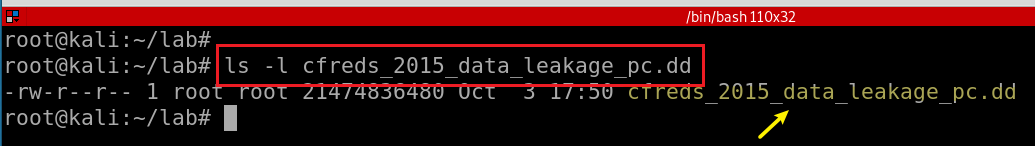 /bin/bash 110x32
root@kali:~/lab#
root@kali:~/lab# ls -l cfreds_2015_data_leakage_pc.dd
-rw-r--r-- 1 root root 21474836480 Oct  3 17:50 cfreds_2015_data_leakage_pc.dd
root@kali:~/lab#